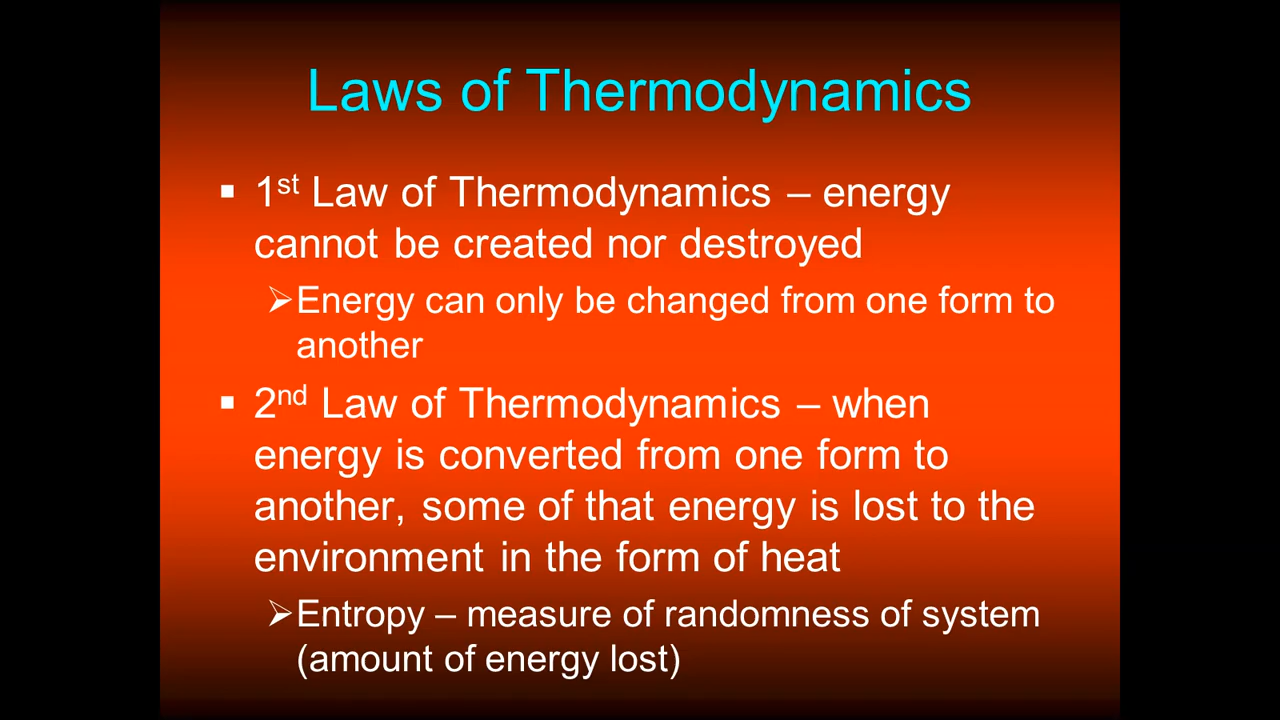 Laws of Thermodynamics
▪ 1st Law of Thermodynamics – energy
cannot be created nor destroyed
➢Energy can only be changed from one form to
another
▪ 2nd Law of Thermodynamics – when
energy is converted from one form to
another, some of that energy is lost to the
environment in the form of heat
➢Entropy – measure of randomness of system
(amount of energy lost)